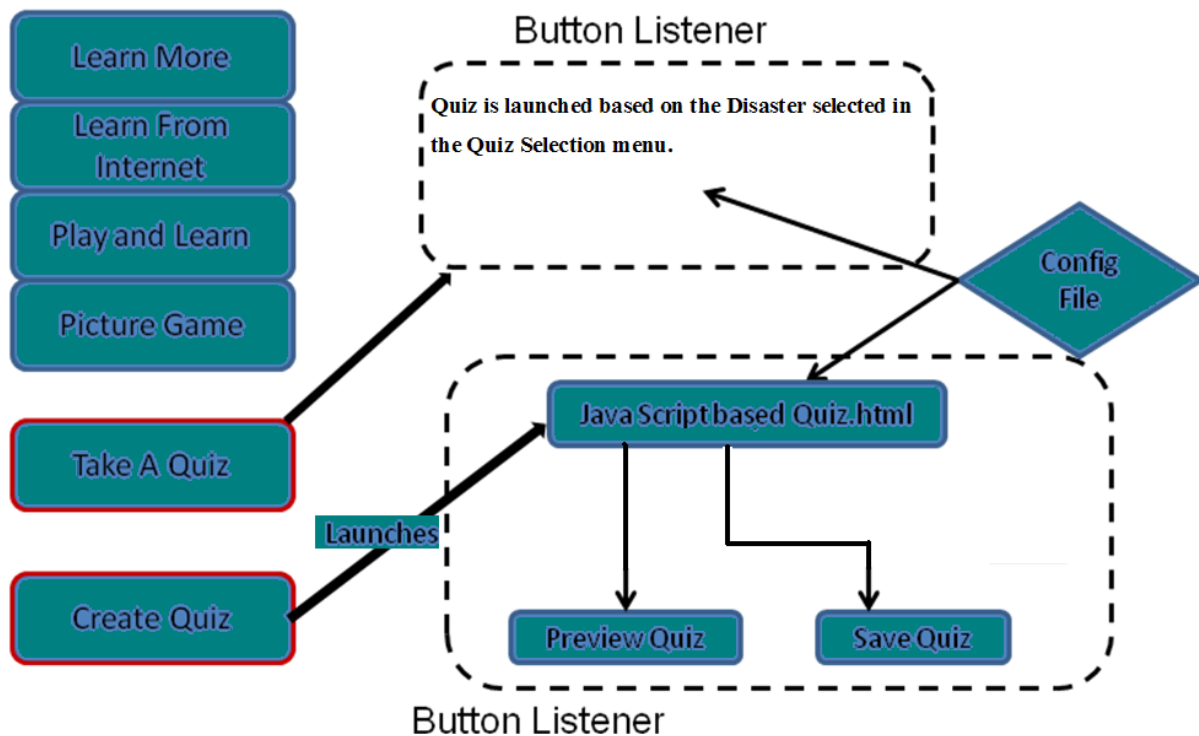 Learn More
Learn From
Internet
Play and Learn
Picture Game
Take A Quiz
Create Quiz
Button Listener
Quiz is launched based on the Disaster selected in
the Quiz Selection menu.
Config
File
Launches
Java Script based Quiz.html
Preview Quiz
Save Quiz
Button Listener